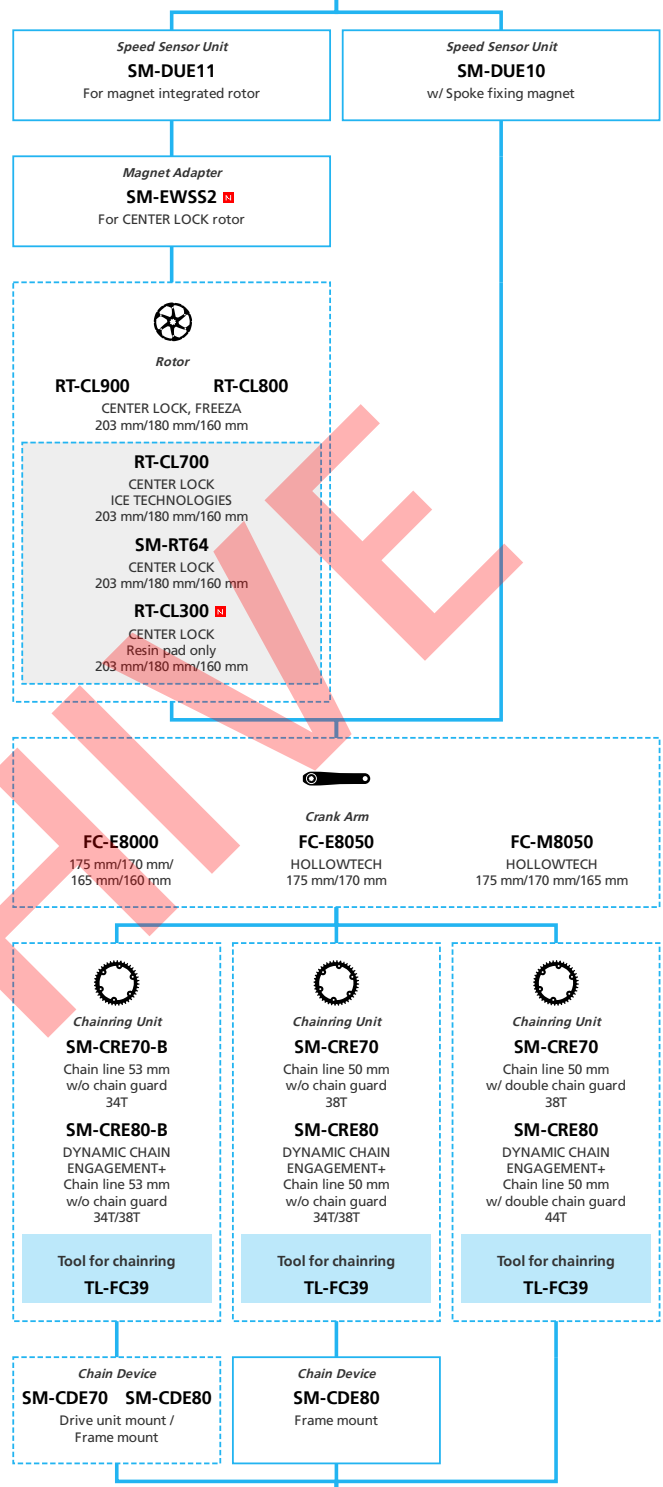 Speed Sensor Unit
SM-DUE11
For magnet integrated rotor
Speed Sensor Unit
SM-DUE10
w/ Spoke fixing magnet
Magnet Adapter
SM-EWSS2 N
For CENTER LOCK rotor
Rotor
RT-CL900 RT-CL800
CENTER LOCK, FREEZA
203 mm/180 mm/160 mm
RT-CL700
CENTER LOCK
ICE TECHNOLOGIES
203 mm/180 mm/160 mm
SM-RT64
CENTER LOCK
203 mm/180 mm/160 mm
RT-CL300 N
CENTER LOCK
Resin pad only
203 mm/180 mm/160 mm
Crank Arm
FC-E8000
175 mm/170 mm/
165 mm/160 mm
FC-E8050
HOLLOWTECH
175 mm/170 mm
FC-M8050
HOLLOWTECH
175 mm/170 mm/165 mm
Chainring Unit
SM-CRE70-B
Chain line 53 mm
w/o chain guard
34T
SM-CRE80-B
DYNAMIC CHAIN
ENGAGEMENT+
Chain line 53 mm
w/o chain guard
34T/38T
Tool for chainring
TL-FC39
Chainring Unit
SM-CRE70
Chain line 50 mm
w/o chain guard
38T
SM-CRE80
DYNAMIC CHAIN
ENGAGEMENT+
Chain line 50 mm
w/o chain guard
34T/38T
Tool for chainring
TL-FC39
Chainring Unit
SM-CRE70
Chain line 50 mm
w/ double chain guard
38T
SM-CRE80
DYNAMIC CHAIN
ENGAGEMENT+
Chain line 50 mm
w/ double chain guard
44T
Tool for chainring
TL-FC39
Chain Device
SM-CDE70 SM-CDE80
Drive unit mount /
Frame mount
Chain Device
SM-CDE80
Frame mount
HIVE